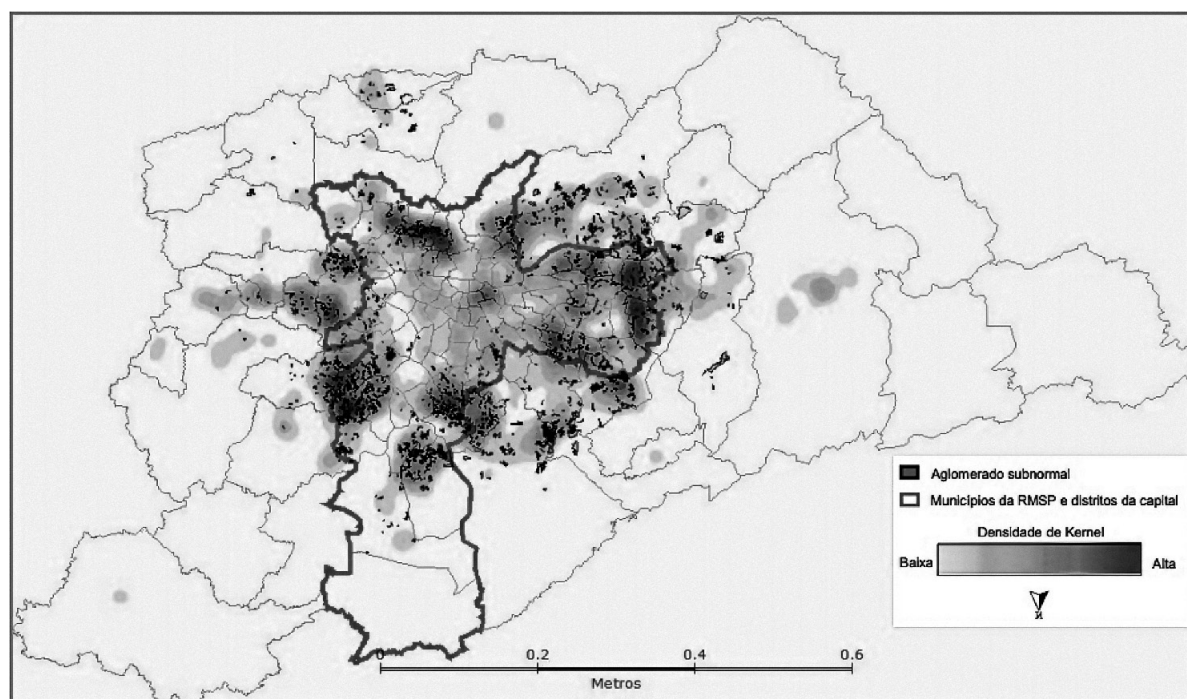 Aglomerado subnormal
Municípios da RMSP e distritos da capital
Densidade de Kernel
Baixa Alta
N
0 0.2 0.4 0.6
Metros